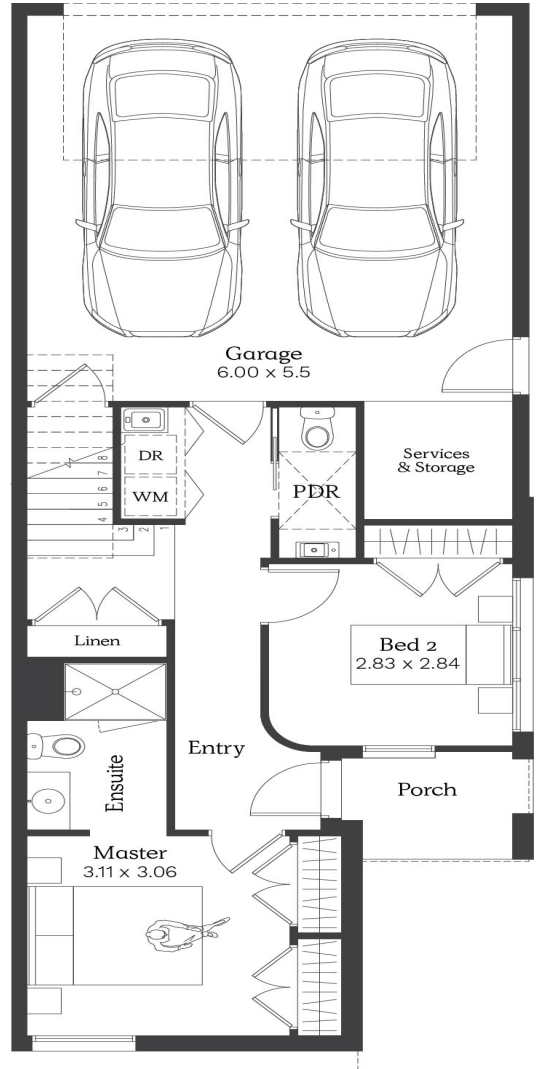 Garage
6.00 x 5.5
Services
& Storage
DR
WM
PDR
8
7
6
5
4
3
2
1
Linen
Bed 2
2.83 x 2.84
Entry
Ensuite
Porch
Master
3.11 x 3.06